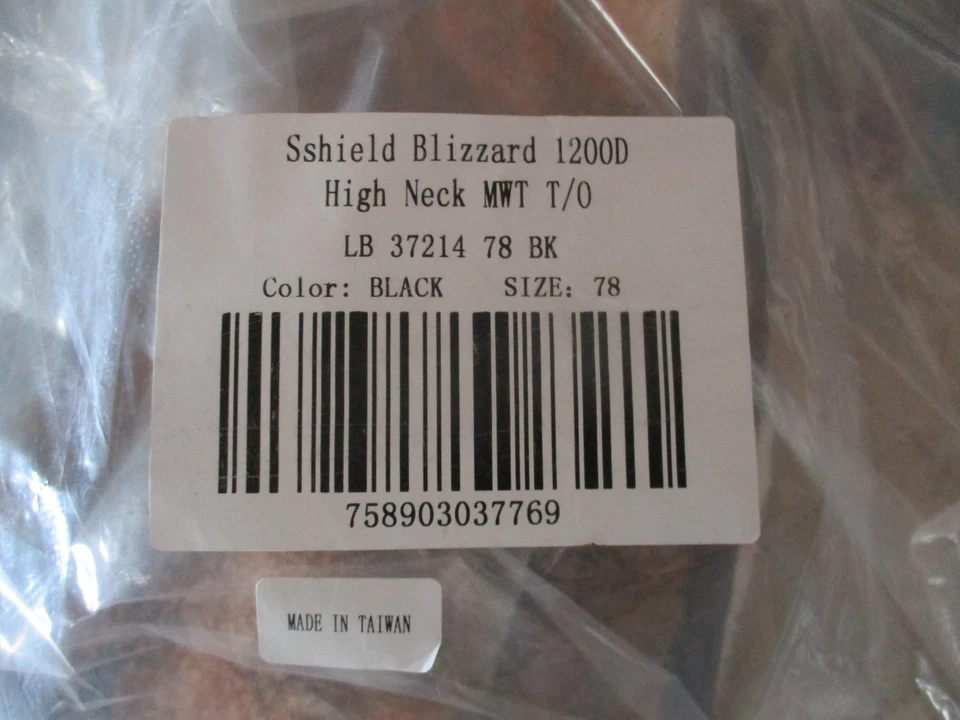 Sshield Blizzard 1200D
High Neck MWT T/O
LB 37214 78 BK
Color: BLACK SIZE: 78
758903037769
MADE IN TAIWAN